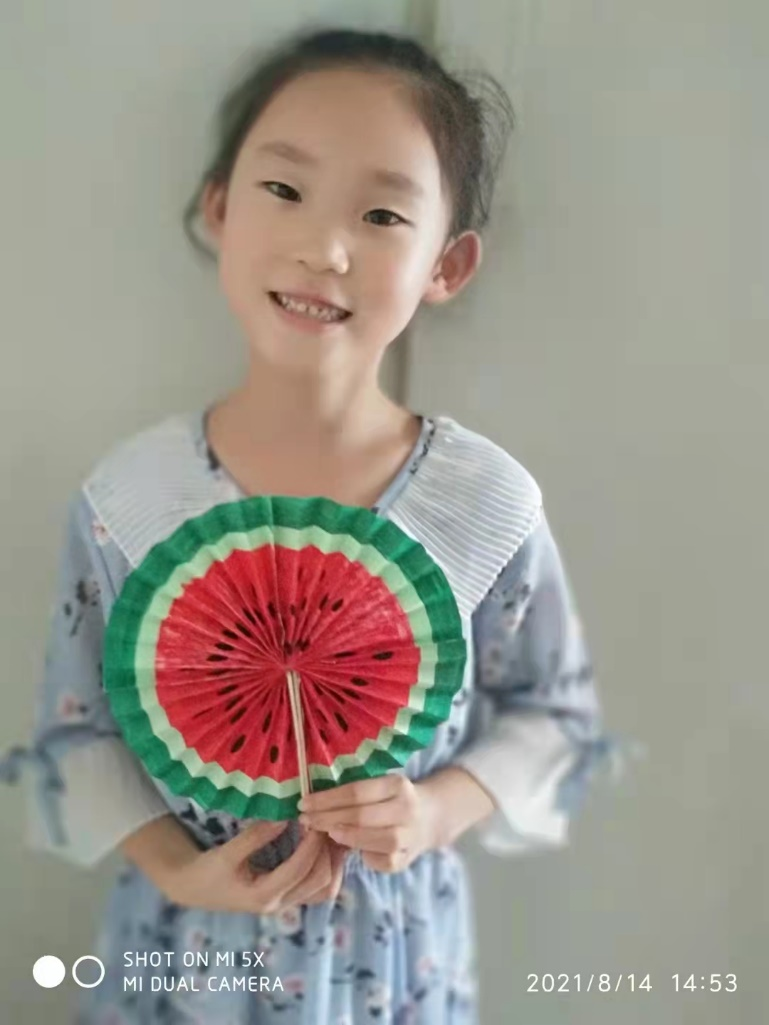 SHOT ON MI 5X
MI DUAL CAMERA
2021/8/14 14:53